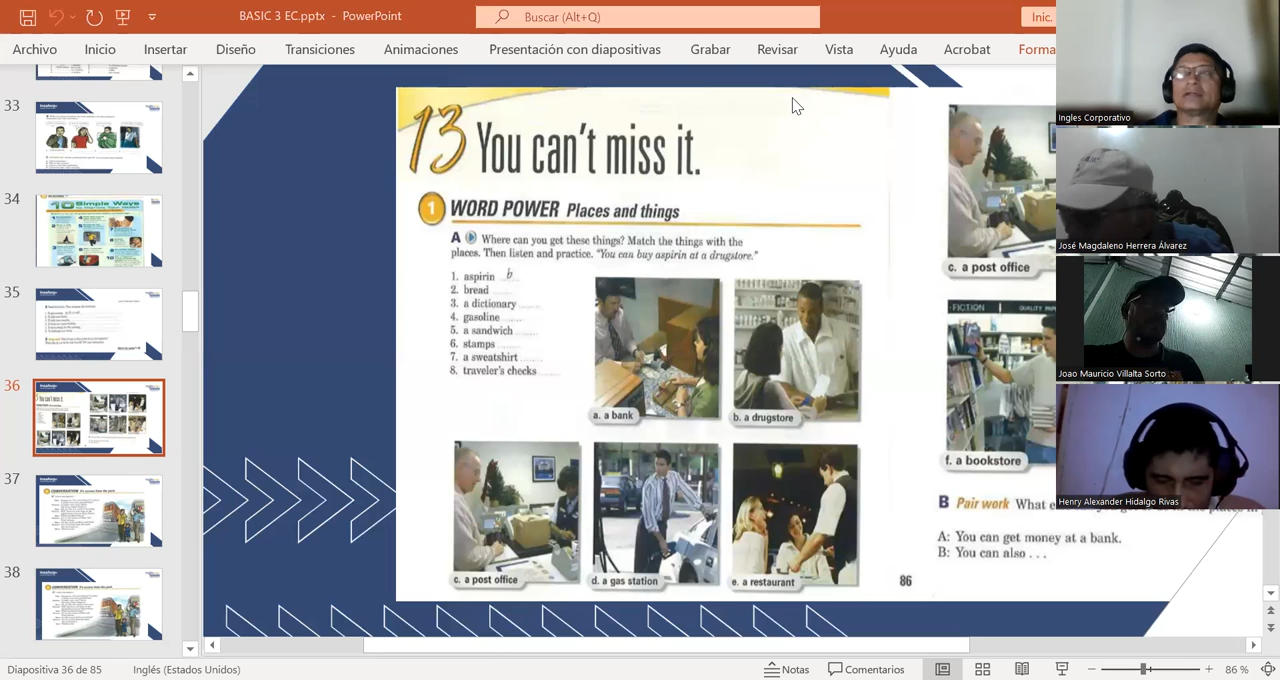 BASIC 3 EC.pptx - PowerPoint
Buscar (Alt+Q)
Inic.
Archivo Inicio Insertar Diseño Transiciones Animaciones Presentación con diapositivas Grabar Revisar Vista Ayuda Acrobat Forma
33
34
10 Simple Ways
35
36
37
38
13 You can't miss it.
1 WORD POWER Places and things
A Where can you get these things? Match the things with the
places. Then listen and practice. "You can buy aspirin at a drugstore."
1. aspirin b
2. bread
3. a dictionary
4. gasoline
5. a sandwich
6. stamps
7. a sweatshirt
8. traveler's checks
a. a bank
b. a drugstore
c. a post office
d. a gas station
e. a restaurant
86
c. a post office
FICTION
f. a bookstore
B Pair work What e
A: You can get money at a bank.
B: You can also . . .
Ingles Corporativo
José Magdaleno Herrera Álvarez
Joao Mauricio Villalta Sorto
Henry Alexander Hidalgo Rivas
Diapositiva 36 de 85 Inglés (Estados Unidos) Notas Comentarios 86 %